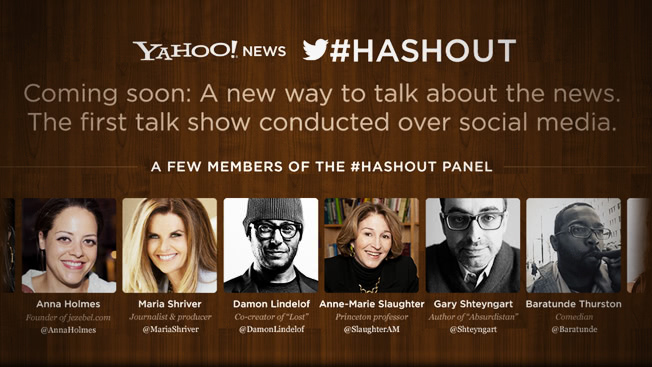 YAHOO! NEWS #HASHOUT
Coming soon: A new way to talk about the news.
The first talk show conducted over social media.
A FEW MEMBERS OF THE #HASHOUT PANEL
Anna Holmes
Founder of jezebel.com
@AnnaHolmes
Maria Shriver
Journalist & producer
@MariaShriver
Damon Lindelof
Co-creator of "Lost"
@DamonLindelof
Anne-Marie Slaughter
Princeton professor
@SlaughterAM
Gary Shteyngart
Author of "Absurdistan"
@Shteyngart
Baratunde Thurston
Comedian
@Baratunde